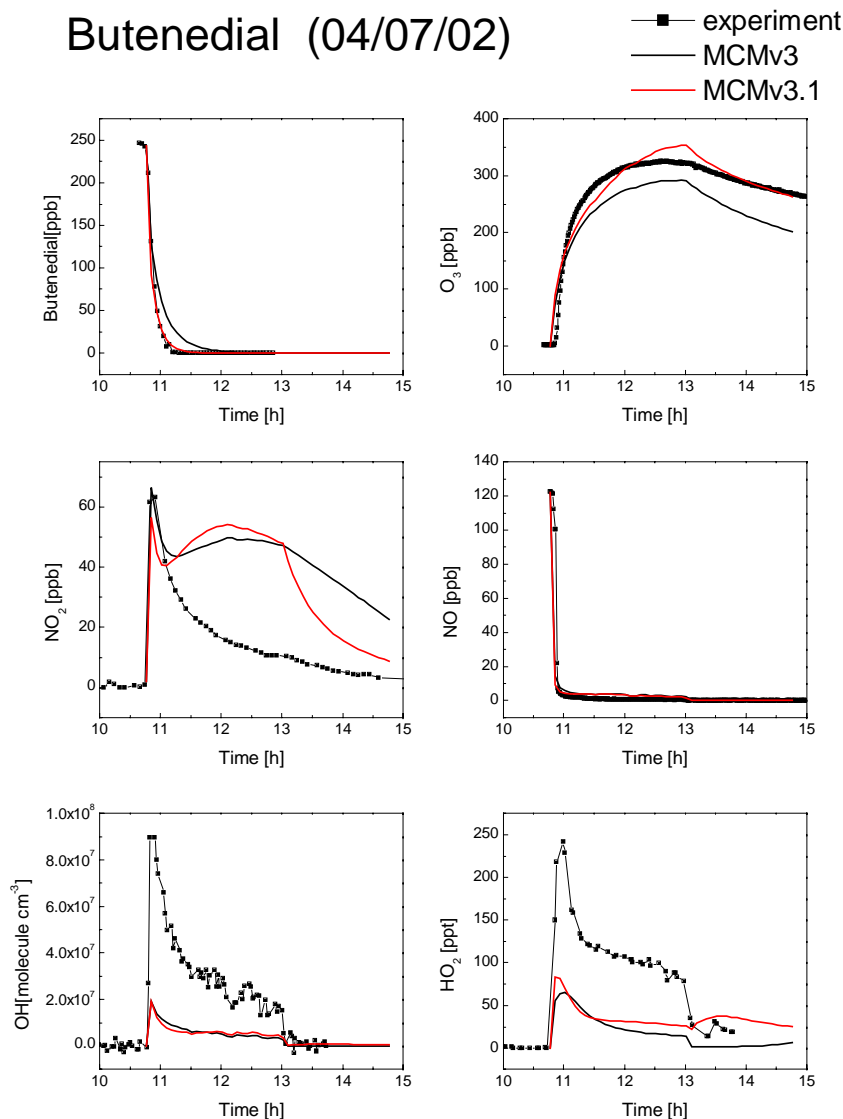 Butenedial (04/07/02)
experiment
MCMv3
MCMv3.1
250
200
150
100
50
0
Butenedial[ppb]
10 11 12 13 14 15
Time [h]
400
300
200
100
0
O3 [ppb]
10 11 12 13 14 15
Time [h]
60
40
20
0
NO2 [ppb]
10 11 12 13 14 15
Time [h]
140
120
100
80
60
40
20
0
NO [ppb]
10 11 12 13 14 15
Time [h]
1.0x10^8
8.0x10^7
6.0x10^7
4.0x10^7
2.0x10^7
0.0
OH[molecule cm^-3]
10 11 12 13 14 15
Time [h]
250
200
150
100
50
0
HO2 [ppt]
10 11 12 13 14 15
Time [h]